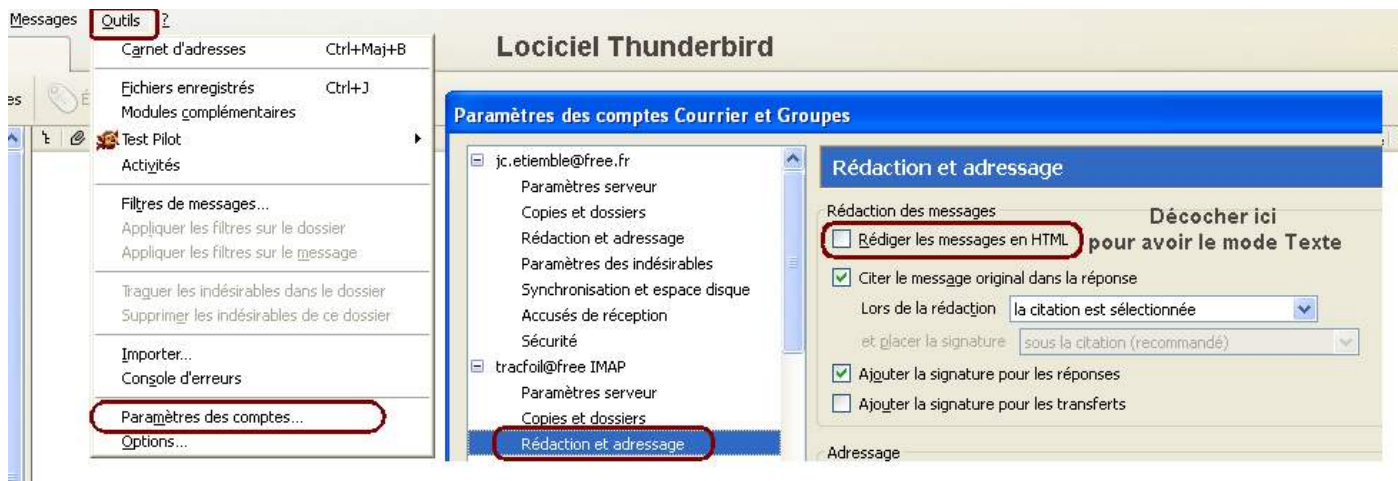 Messages Outils ?
Lociciel Thunderbird
Carnet d'adresses Ctrl+Maj+B
Fichiers enregistrés Ctrl+J
Modules complémentaires
Test Pilot
Activités
Filtres de messages...
Appliquer les filtres sur le dossier
Appliquer les filtres sur le message
Traquer les indésirables dans le dossier
Supprimer les indésirables de ce dossier
Importer...
Console d'erreurs
Paramètres des comptes...
Options...
es
É
Paramètres des comptes Courrier et Groupes
jc.etiemble@free.fr
Paramètres serveur
Copies et dossiers
Rédaction et adressage
Paramètres des indésirables
Synchronisation et espace disque
Accusés de réception
Sécurité
tracfoil@free IMAP
Paramètres serveur
Copies et dossiers
Rédaction et adressage
Rédaction et adressage
Rédaction des messages
Décocher ici
Rédiger les messages en HTML
pour avoir le mode Texte
Citer le message original dans la réponse
Lors de la rédaction la citation est sélectionnée
et placer la signature sous la citation (recommandé)
Ajouter la signature pour les réponses
Ajouter la signature pour les transferts
Adressage